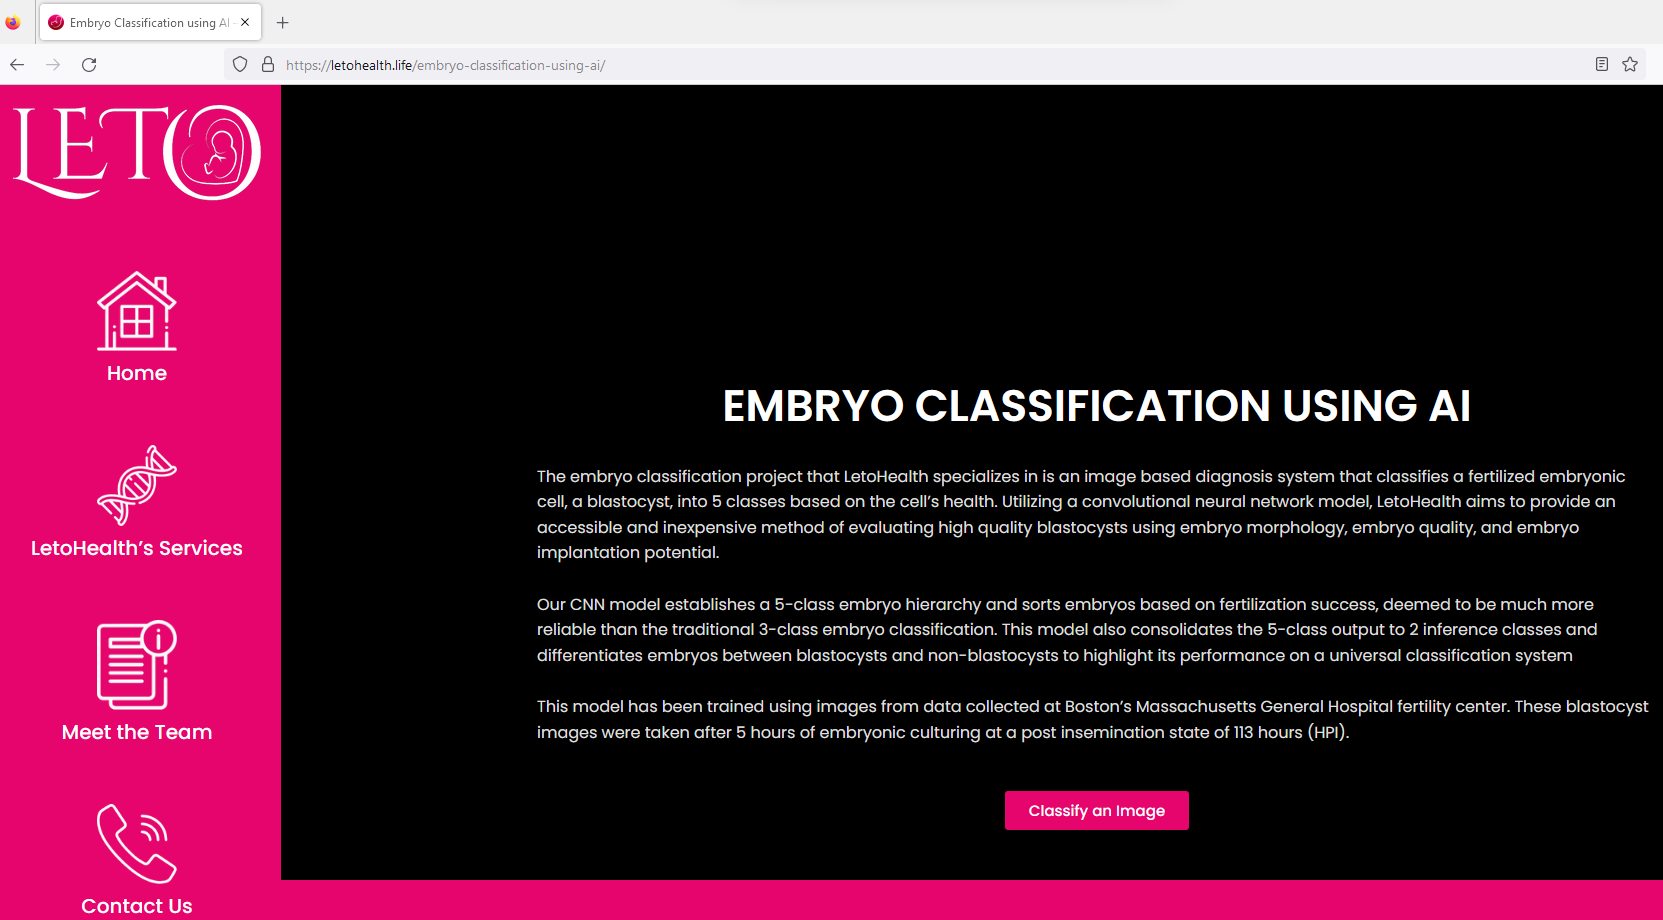 Embryo Classification using AI -
https://letohealth.life/embryo-classification-using-ai/
LETO
Home
LetoHealth’s Services
Meet the Team
Contact Us
EMBRYO CLASSIFICATION USING AI
The embryo classification project that LetoHealth specializes in is an image based diagnosis system that classifies a fertilized embryonic
cell, a blastocyst, into 5 classes based on the cell’s health. Utilizing a convolutional neural network model, LetoHealth aims to provide an
accessible and inexpensive method of evaluating high quality blastocysts using embryo morphology, embryo quality, and embryo
implantation potential.
Our CNN model establishes a 5-class embryo hierarchy and sorts embryos based on fertilization success, deemed to be much more
reliable than the traditional 3-class embryo classification. This model also consolidates the 5-class output to 2 inference classes and
differentiates embryos between blastocysts and non-blastocysts to highlight its performance on a universal classification system
This model has been trained using images from data collected at Boston’s Massachusetts General Hospital fertility center. These blastocyst
images were taken after 5 hours of embryonic culturing at a post insemination state of 113 hours (HPI).
Classify an Image